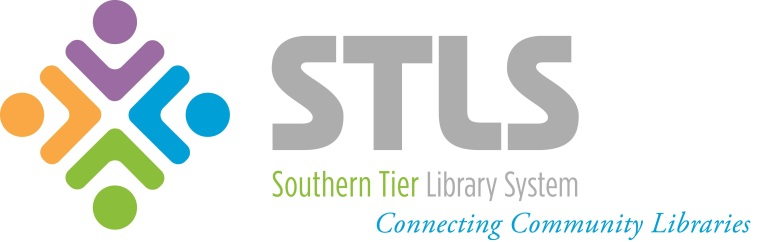 STLS
Southern Tier Library System
Connecting Community Libraries